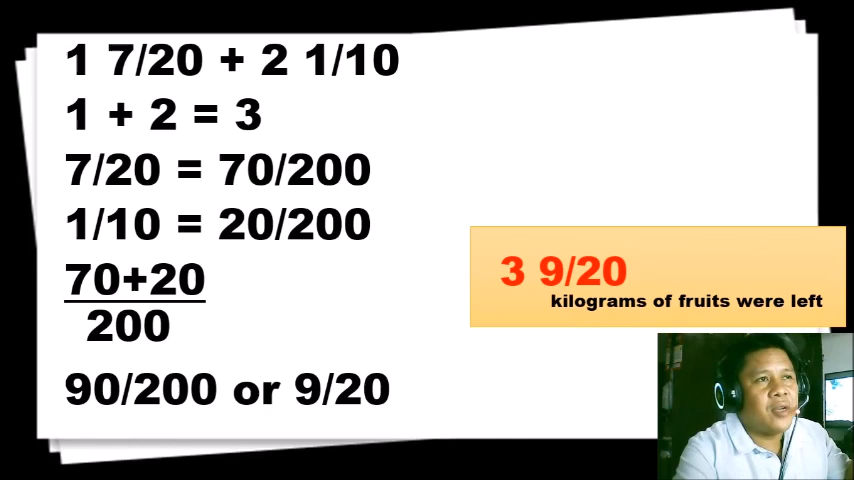 1 7/20 + 2 1/10
1 + 2 = 3
7/20 = 70/200
1/10 = 20/200
70+20
200
90/200 or 9/20
3 9/20
kilograms of fruits were left